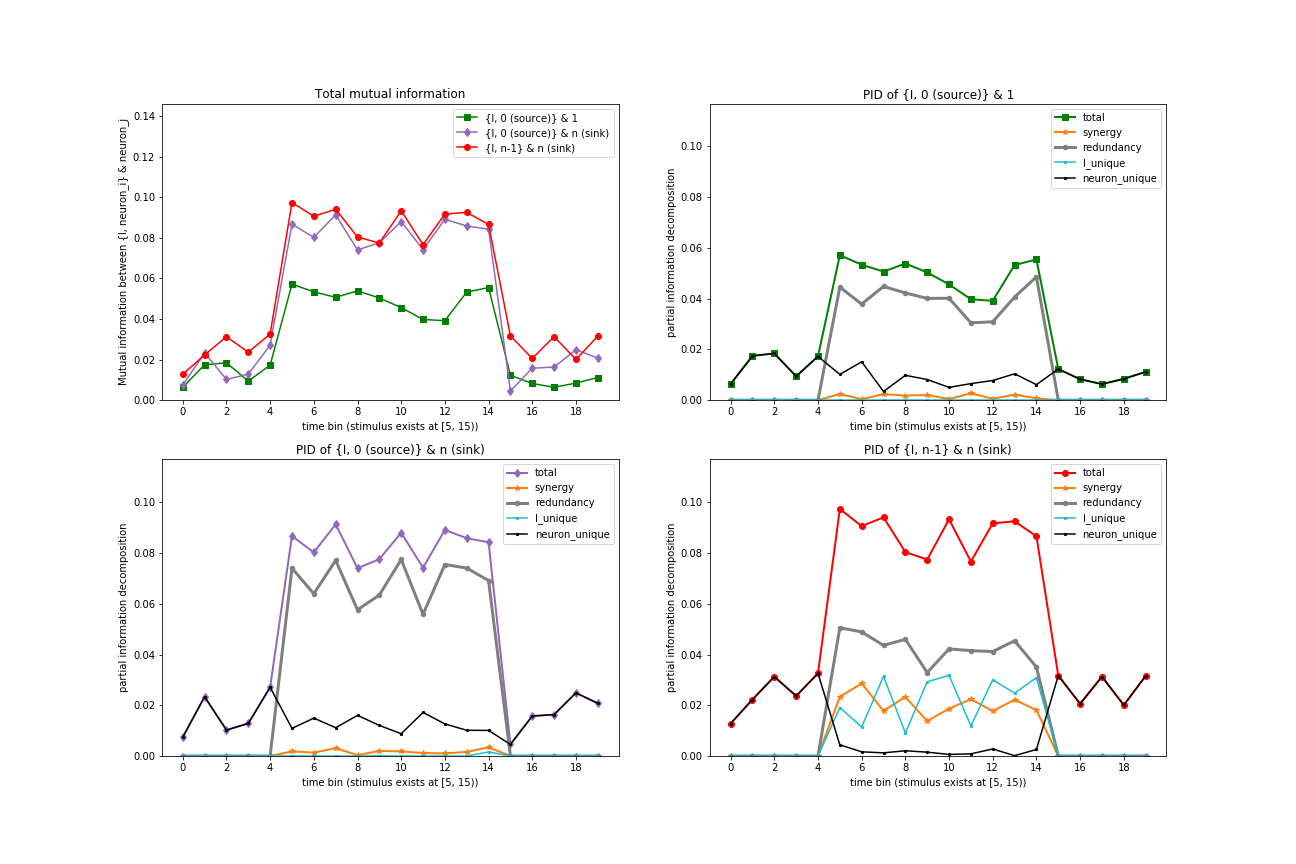 Total mutual information
Mutual information between {I, neuron_i} & neuron_j
0.14
0.12
0.10
0.08
0.06
0.04
0.02
0.00
{I, 0 (source)} & 1
{I, 0 (source)} & n (sink)
{I, n-1} & n (sink)
0 2 4 6 8 10 12 14 16 18
time bin (stimulus exists at [5, 15))
PID of {I, 0 (source)} & 1
partial information decomposition
0.10
0.08
0.06
0.04
0.02
0.00
total
synergy
redundancy
I_unique
neuron_unique
0 2 4 6 8 10 12 14 16 18
time bin (stimulus exists at [5, 15))
PID of {I, 0 (source)} & n (sink)
partial information decomposition
0.10
0.08
0.06
0.04
0.02
0.00
total
synergy
redundancy
I_unique
neuron_unique
0 2 4 6 8 10 12 14 16 18
time bin (stimulus exists at [5, 15))
PID of {I, n-1} & n (sink)
partial information decomposition
0.10
0.08
0.06
0.04
0.02
0.00
total
synergy
redundancy
I_unique
neuron_unique
0 2 4 6 8 10 12 14 16 18
time bin (stimulus exists at [5, 15))